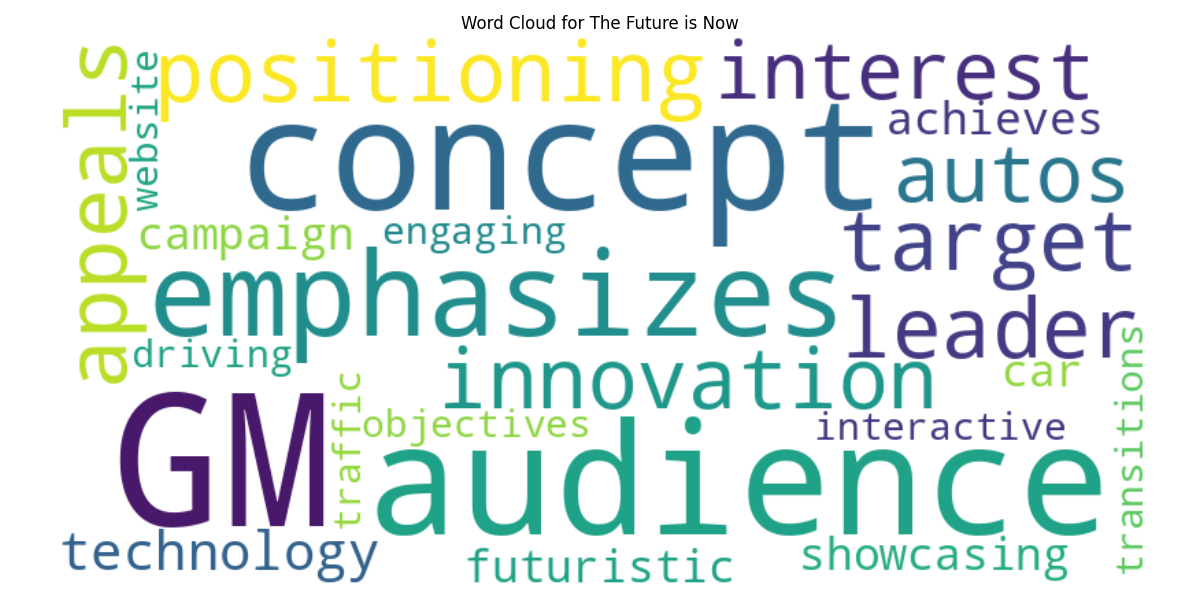 Word Cloud for The Future is Now
appeals
website
positioning
interest
concept
achieves
autos
campaign
engaging
target
emphasizes
leader
driving
innovation
car
transitions
GM
traffic
objectives
interactive
audience
technology
futuristic
showcasing